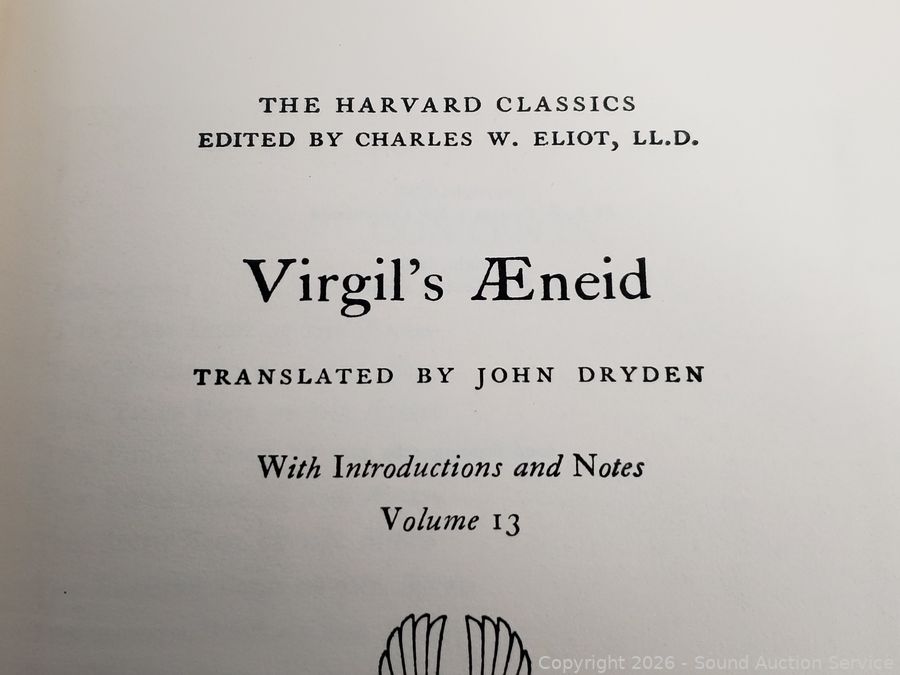 THE HARVARD CLASSICS
EDITED BY CHARLES W. ELIOT, LL.D.
Virgil's Æneid
TRANSLATED BY JOHN DRYDEN
With Introductions and Notes
Volume 13
Copyright 2026 - Sound Auction Service